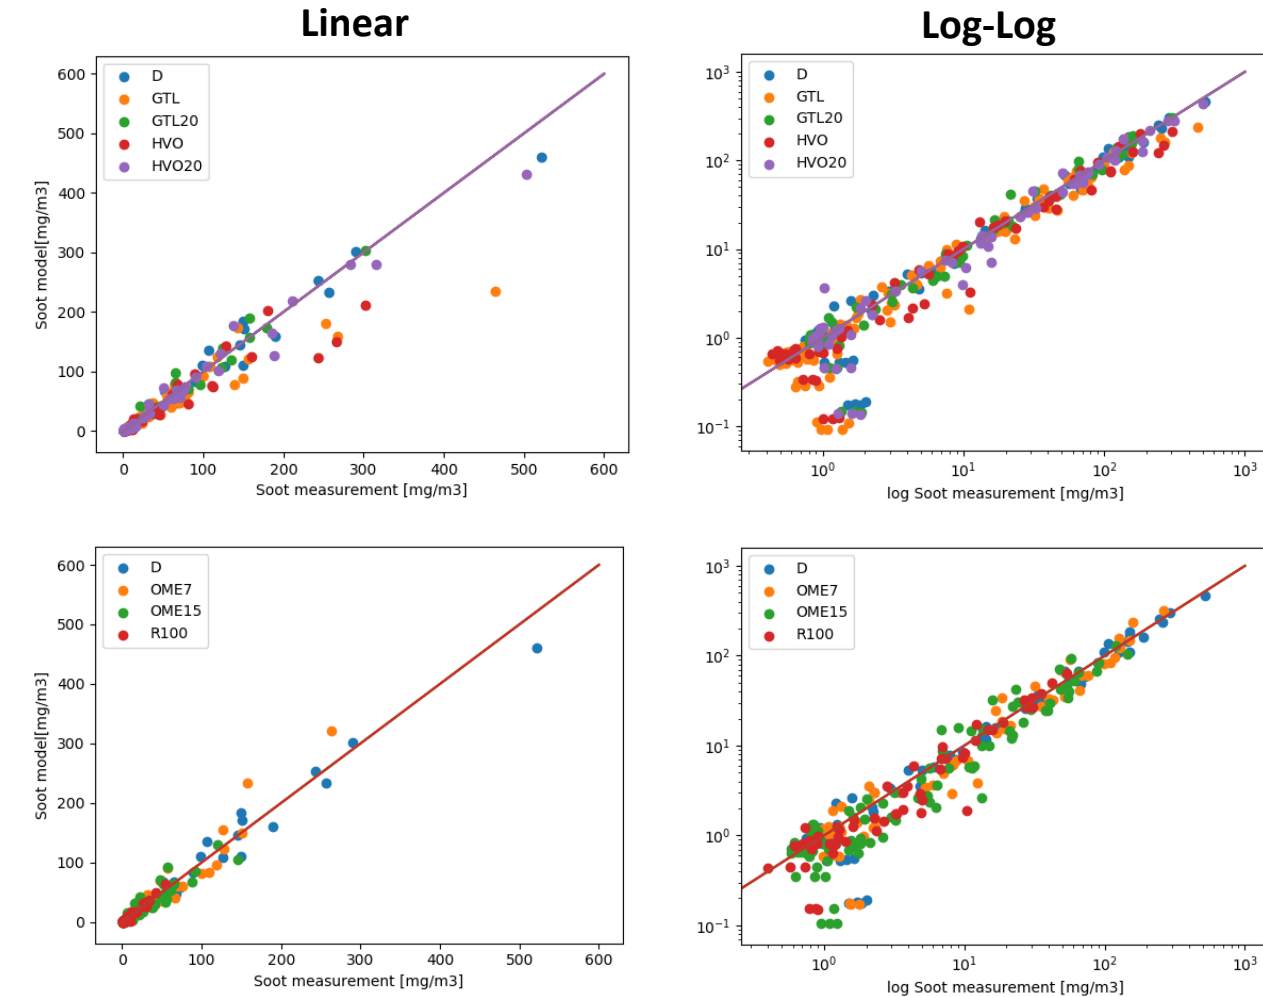 Linear
Log-Log
D
GTL
GTL20
HVO
HVO20
600
500
400
300
200
100
0
0 100 200 300 400 500 600
Soot model[mg/m3]
Soot measurement [mg/m3]
D
GTL
GTL20
HVO
HVO20
10³
10²
10¹
10⁰
10⁻¹
10⁰ 10¹ 10² 10³
log Soot measurement [mg/m3]
D
OME7
OME15
R100
600
500
400
300
200
100
0
0 100 200 300 400 500 600
Soot model[mg/m3]
Soot measurement [mg/m3]
D
OME7
OME15
R100
10³
10²
10¹
10⁰
10⁻¹
10⁰ 10¹ 10² 10³
log Soot measurement [mg/m3]